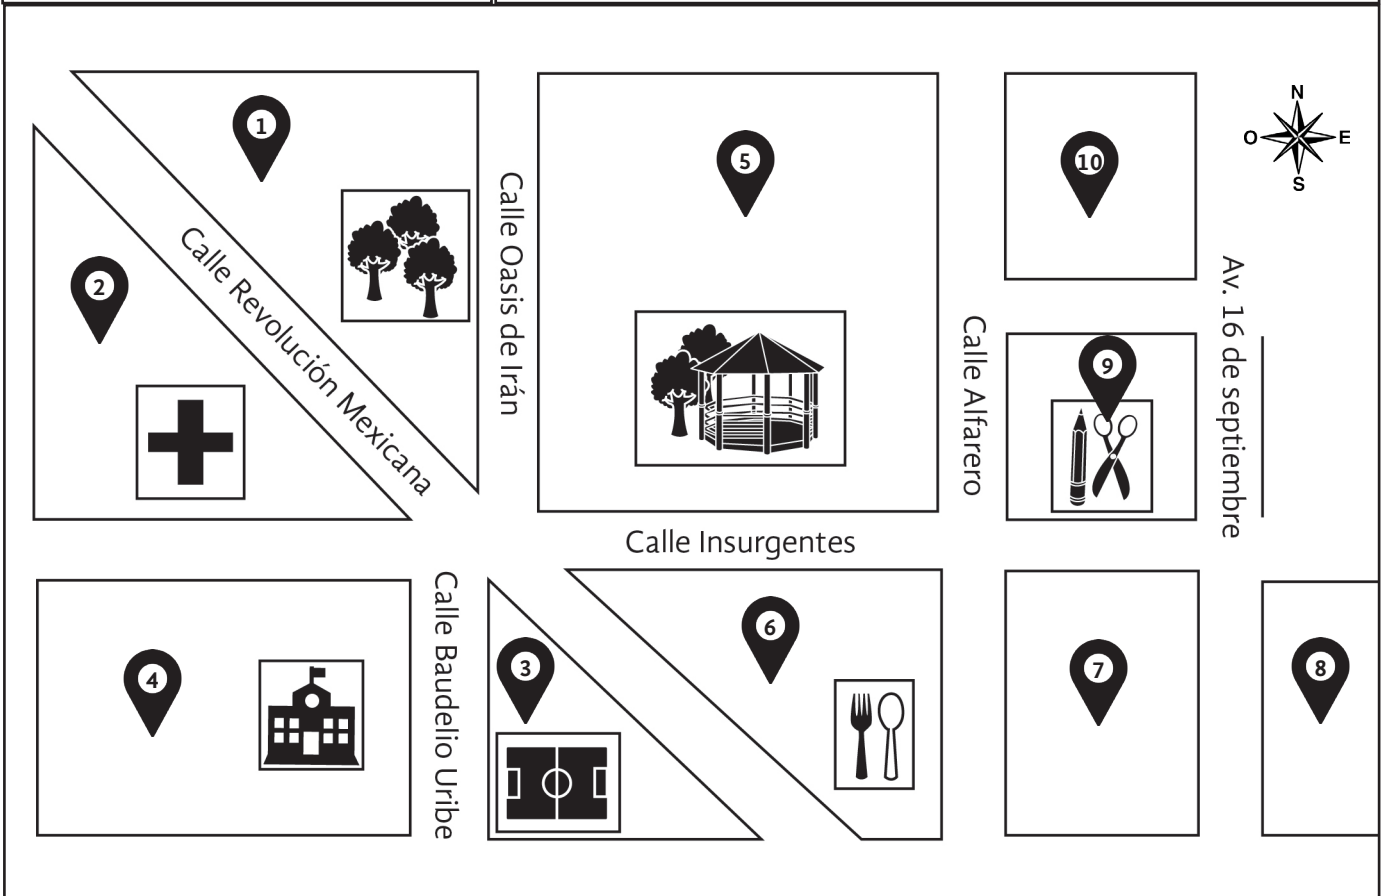 N
O E
S
1
5
10
2
Calle Revolución Mexicana
Calle Oasis de Irán
Calle Alfarero
9
Av. 16 de septiembre
Calle Insurgentes
4
Calle Baudelio Uribe
3
6
7
8